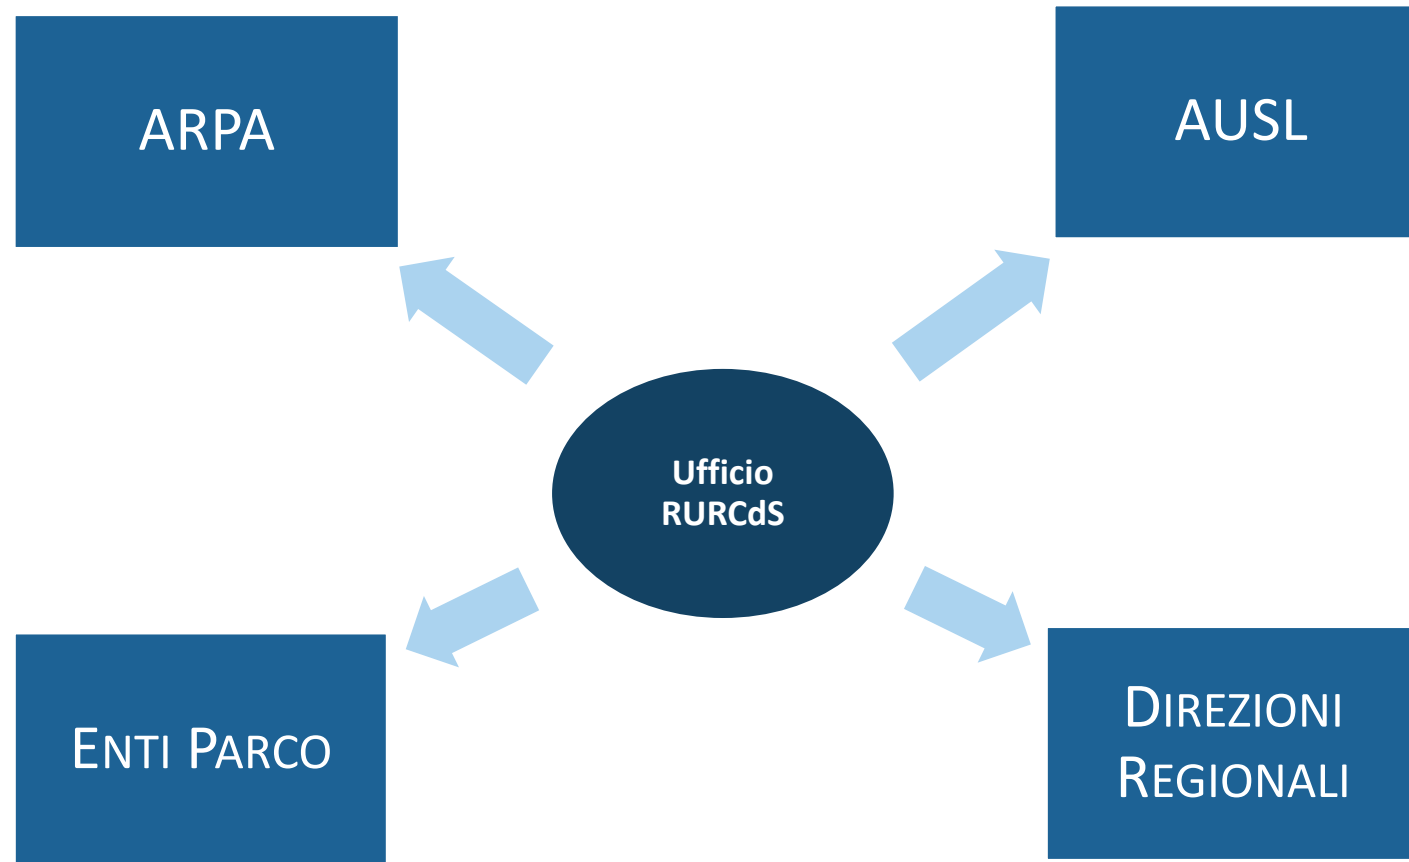 ARPA
AUSL
Ufficio
RURCdS
ENTI PARCO
DIREZIONI
REGIONALI